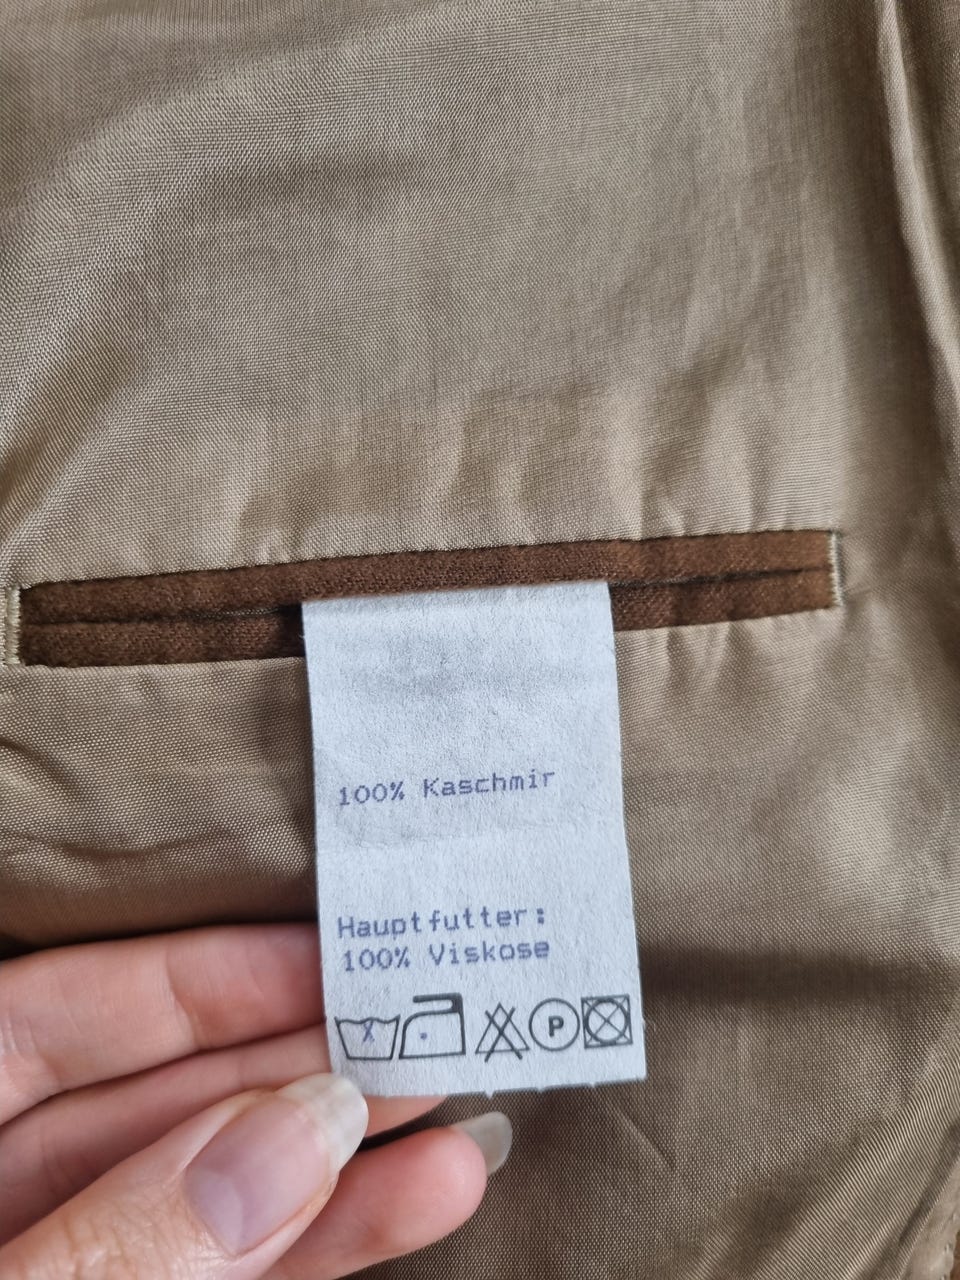 100% Kaschmir
Hauptfutter:
100% Viskose
X P